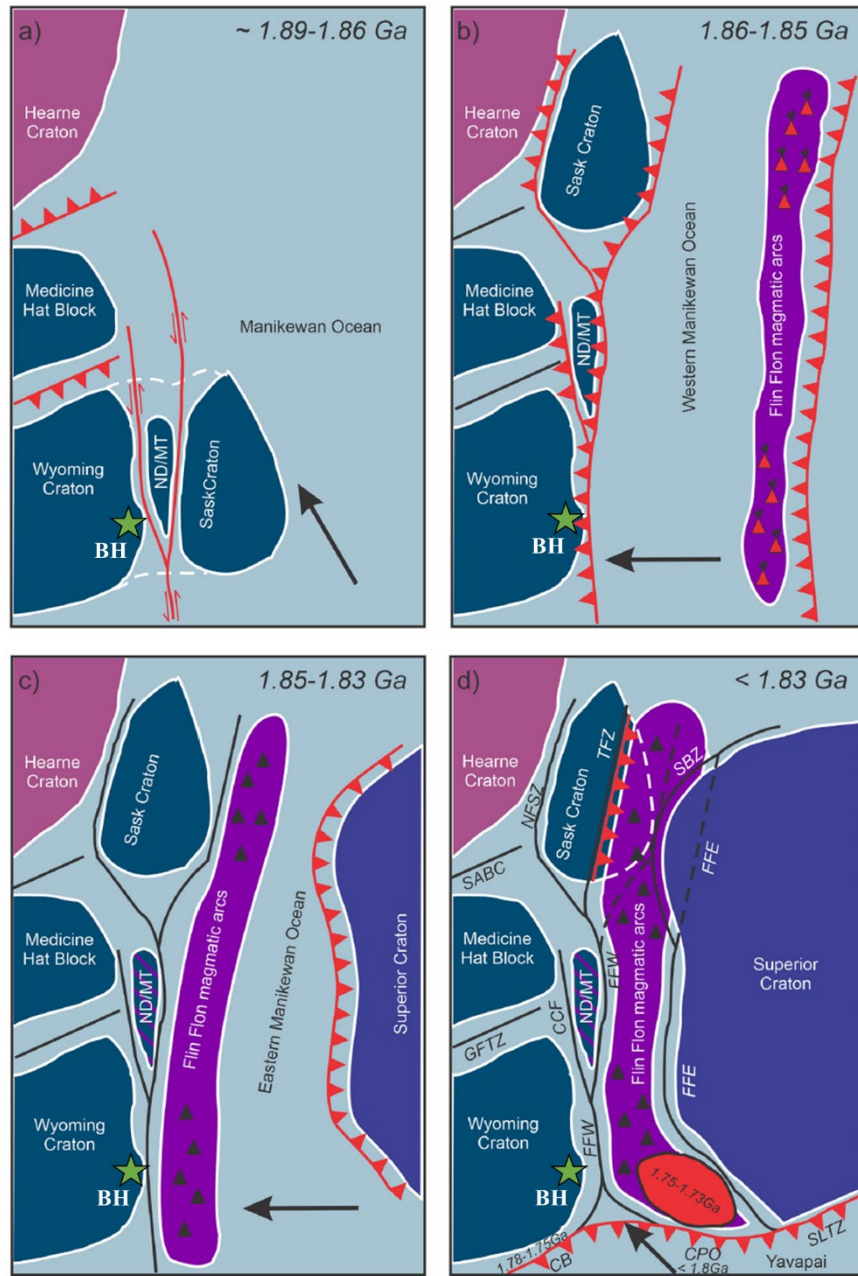 a)
~ 1.89-1.86 Ga
Hearne
Craton
Medicine
Hat Block
Manikewan Ocean
Wyoming
Craton
ND/MT
SaskCraton
BH
b)
1.86-1.85 Ga
Hearne
Craton
Sask Craton
Medicine
Hat Block
ND/MT
Western Manikewan Ocean
Flin Flon magmatic arcs
Wyoming
Craton
BH
c)
1.85-1.83 Ga
Hearne
Craton
Sask Craton
Medicine
Hat Block
ND/MT
Flin Flon magmatic arcs
Eastern Manikewan Ocean
Superior Craton
Wyoming
Craton
BH
d)
< 1.83 Ga
Hearne
Craton
NFSZ
Sask Craton
TFZ
SBZ
FFE
SABC
Medicine
Hat Block
ND/MT
CCF
FFW
Flin Flon magmatic arcs
Superior
Craton
GFTZ
FFE
Wyoming
Craton
FFW
BH
1.75-1.73Ga
1.78-1.75Ga
CB
CPO
< 1.8Ga
Yavapai
SLTZ